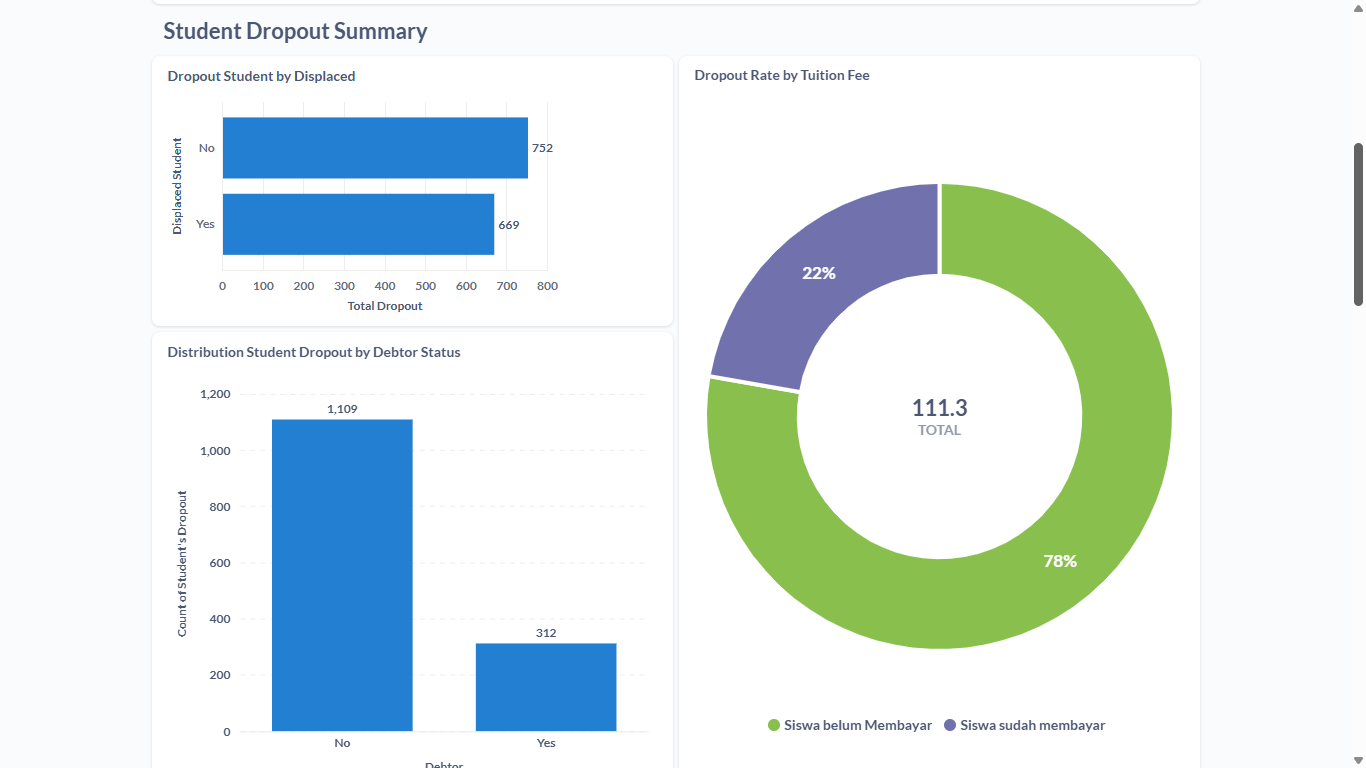 Student Dropout Summary
Dropout Student by Displaced
Displaced Student
No
752
Yes
669
0 100 200 300 400 500 600 700 800
Total Dropout
Distribution Student Dropout by Debtor Status
Count of Student's Dropout
1,200
1,000
800
600
400
200
0
1,109
312
No Yes
Debtor
Dropout Rate by Tuition Fee
22%
111.3
TOTAL
78%
Siswa belum Membayar Siswa sudah membayar